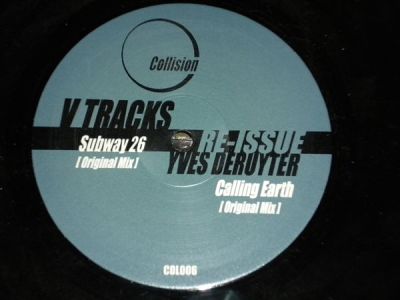 Collision
V TRACKS
Subway 26
[ Original Mix ]
RE-ISSUE
YVES DERUYTER
Calling Earth
[ Original Mix ]
COL006